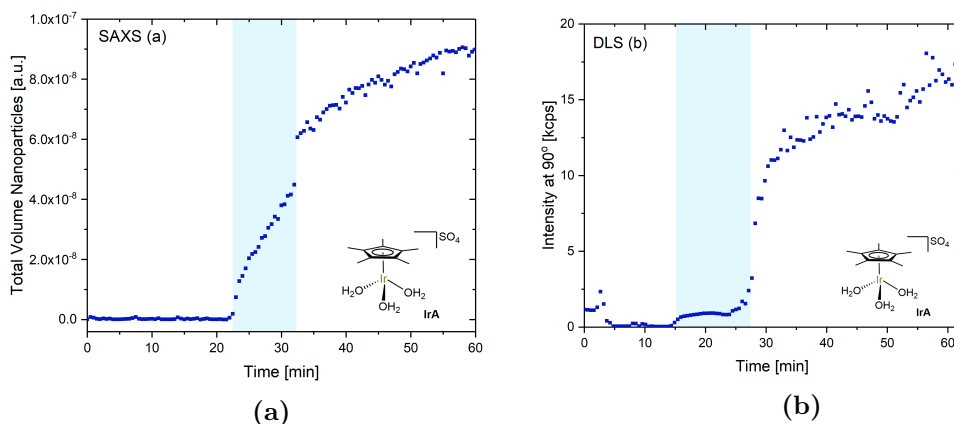 SAXS (a)
Total Volume Nanoparticles [a.u.]
1.0x10⁻⁷
8.0x10⁻⁸
6.0x10⁻⁸
4.0x10⁻⁸
2.0x10⁻⁸
0.0
0 10 20 30 40 50 60
Time [min]
SO₄
Ir
H₂O
OH₂
OH₂
IrA
(a)
DLS (b)
Intensity at 90º [kcps]
20
15
10
5
0
0 10 20 30 40 50 60
Time [min]
SO₄
Ir
H₂O
OH₂
OH₂
IrA
(b)